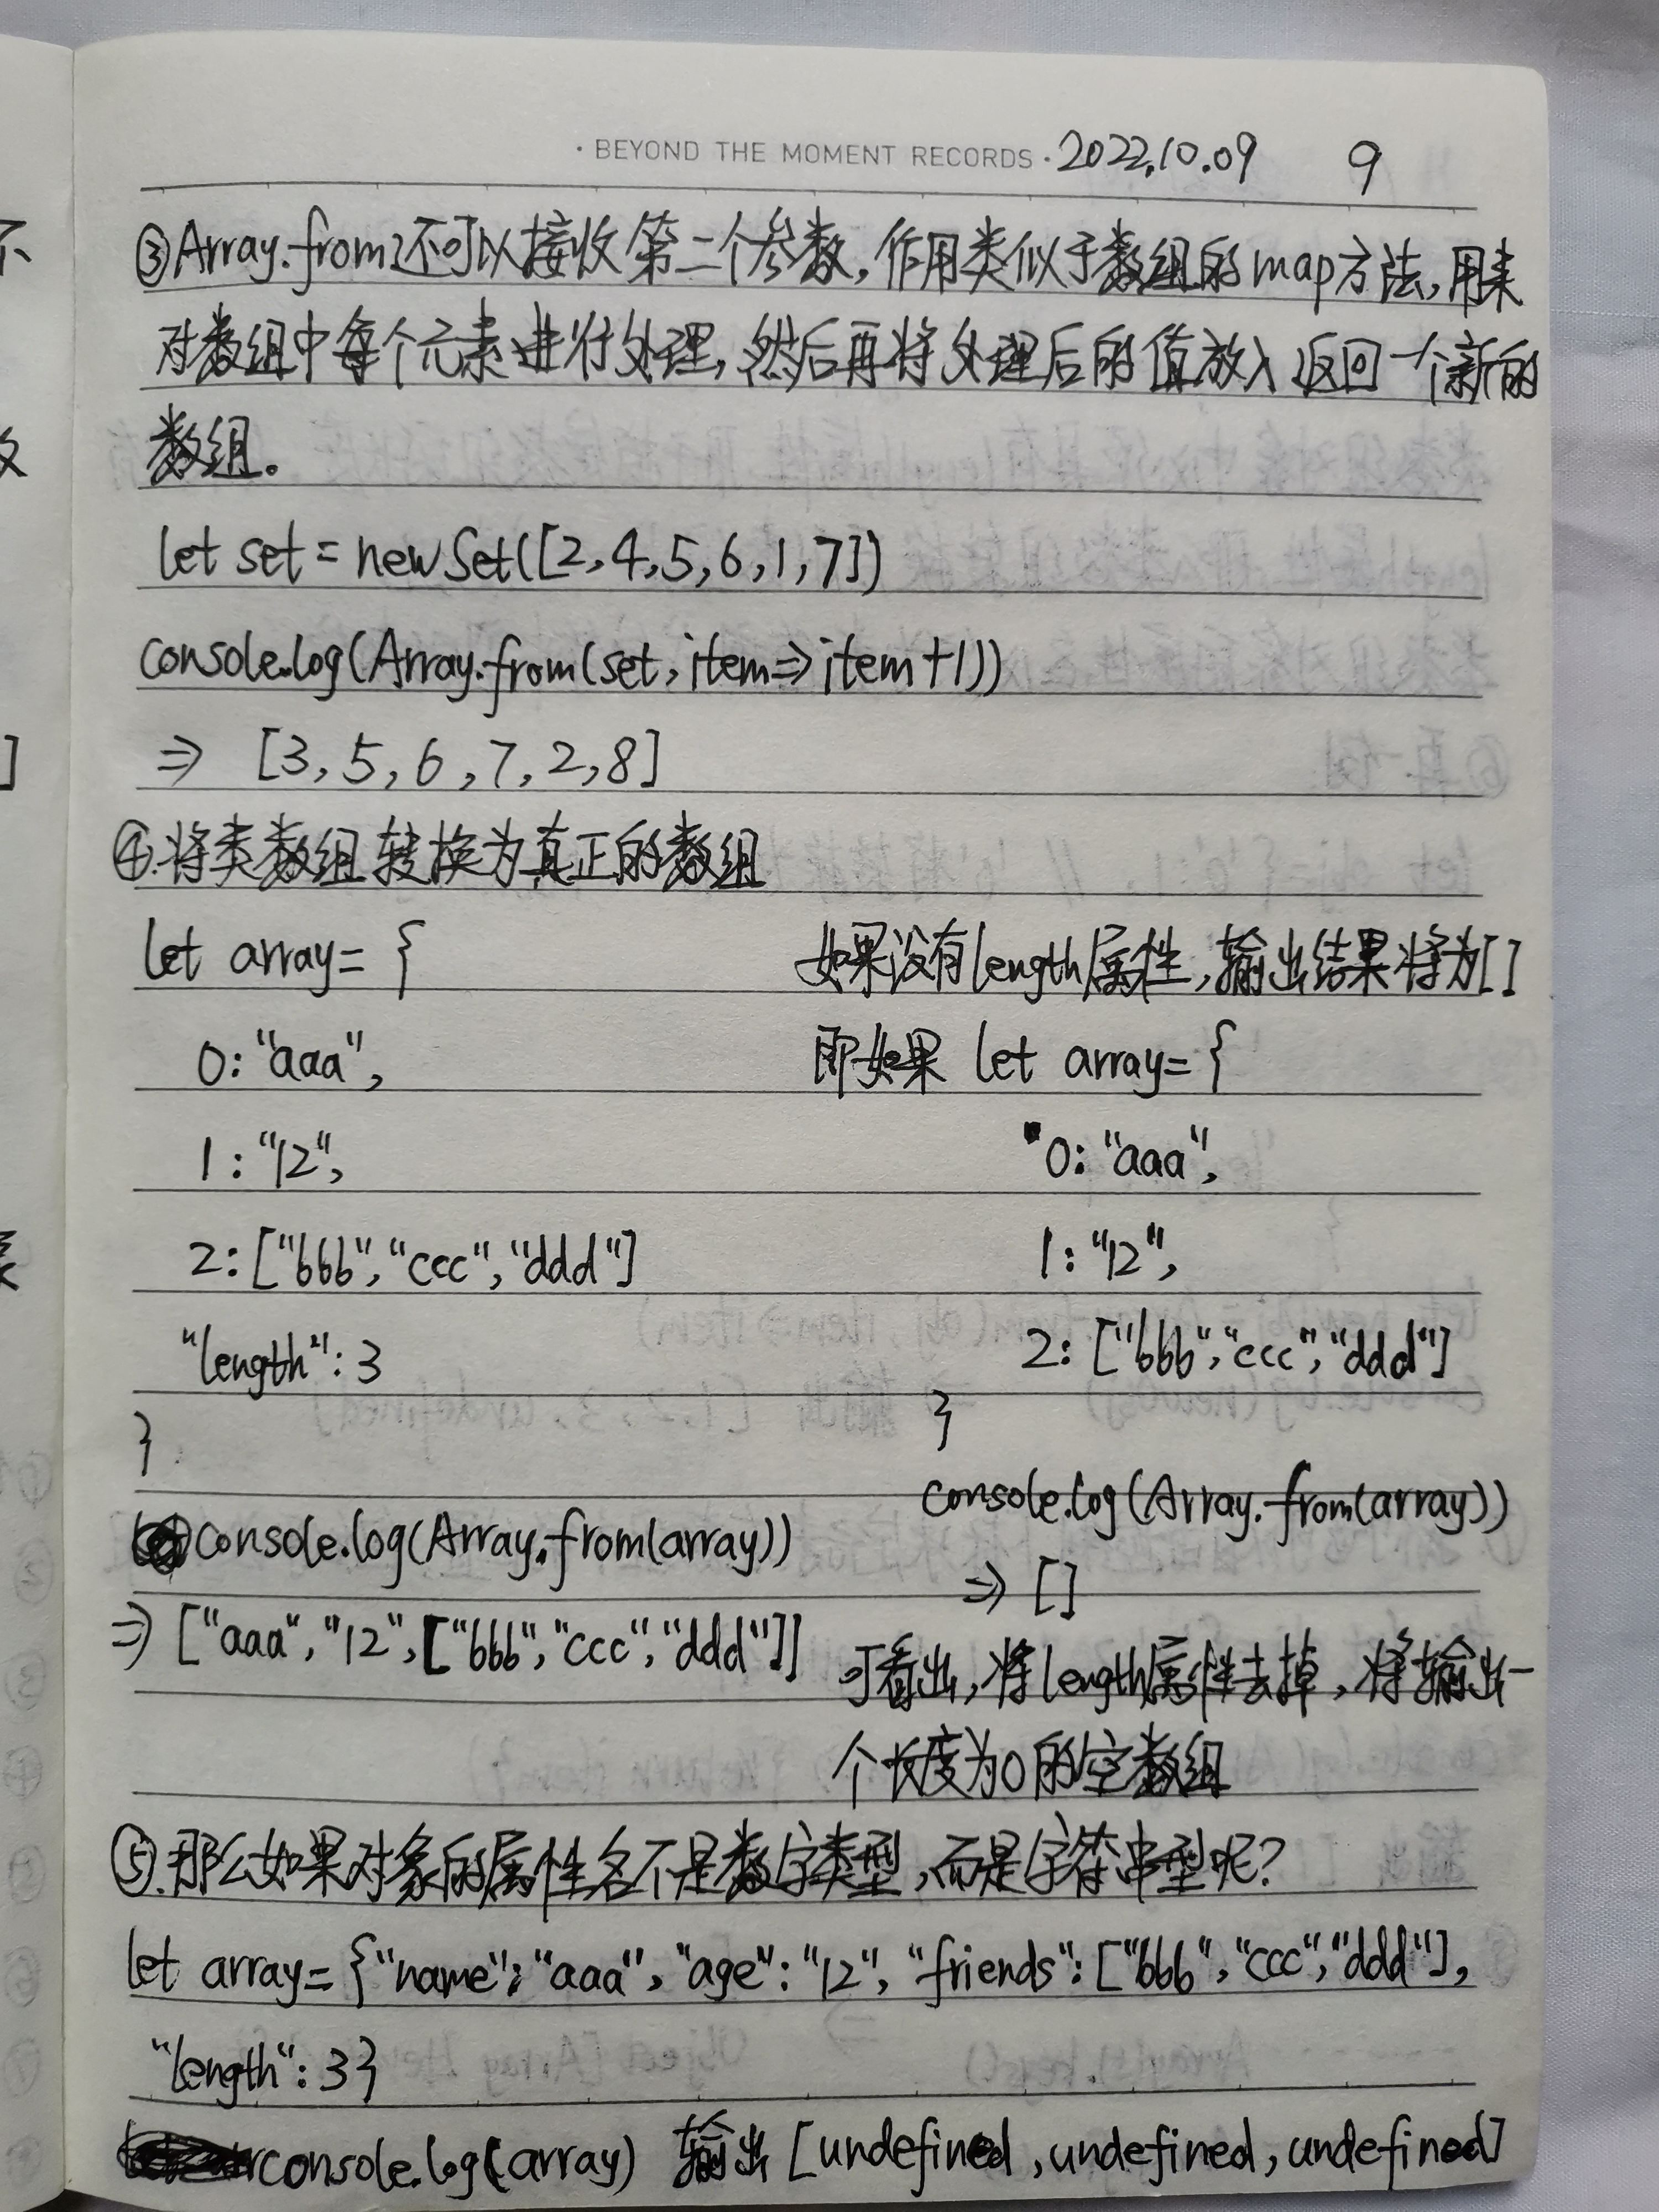 · BEYOND THE MOMENT RECORDS · 2022.10.09 9
③Array.from还可以接收第二个参数,作用类似于数组的map方法,用来
对数组中每个元素进行处理,然后再将处理后的值放入返回一个新的
数组。
let set = new Set([2,4,5,6,1,7])
console.log(Array.from(set,item=>item+1))
=> [3,5,6,7,2,8]
④.将类数组转换为真正的数组
let array= {
0:"aaa",
1:"12",
2:["bbb","ccc","ddd"]
"length":3
}
console.log(Array.from(array))
=> ["aaa","12",["bbb","ccc","ddd"]]
如果没有length属性,输出结果将为[]
即如果 let array={
0:"aaa",
1:"12",
2:["bbb","ccc","ddd"]
}
console.log(Array.from(array))
=> []
可看出,将length属性去掉,将输出一
个长度为0的空数组
⑤.那么如果对象的属性名不是数字类型,而是字符串型呢?
let array={"name":"aaa","age":"12","friends":["bbb","ccc","ddd"],
"length":3}
console.log(array) 输出 [undefined,undefined,undefined]